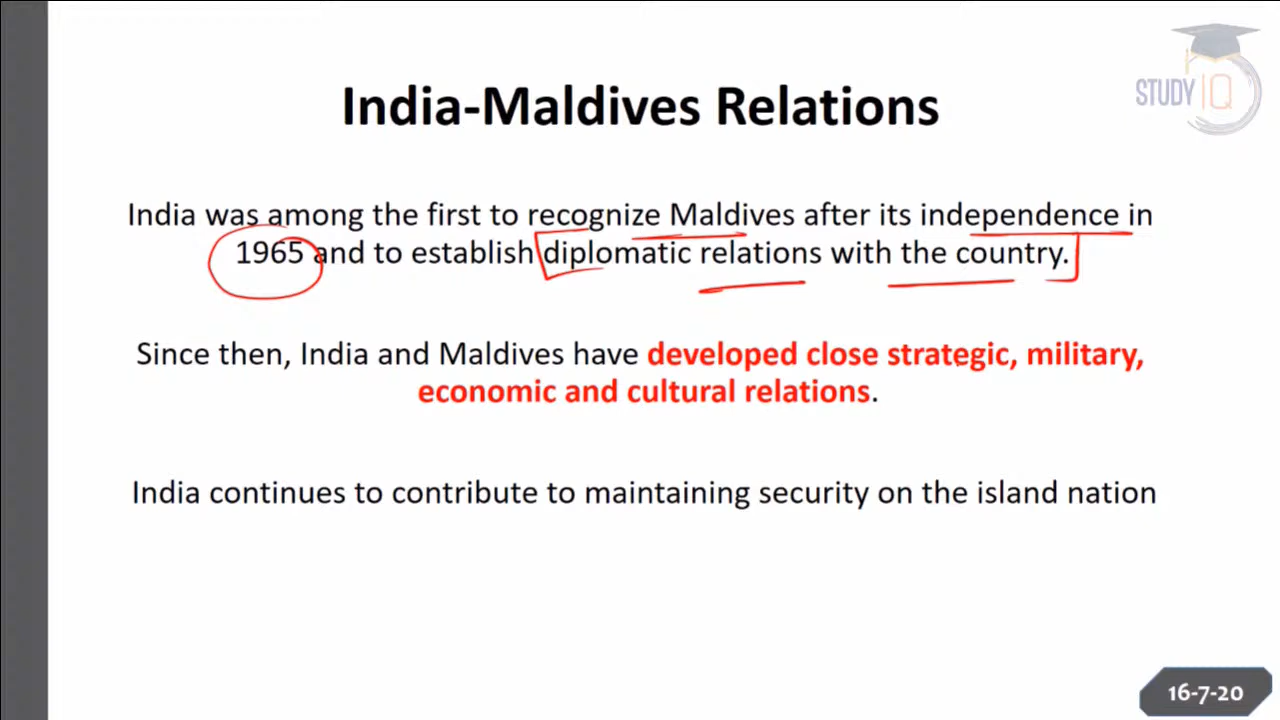 STUDY IQ
India-Maldives Relations
India was among the first to recognize Maldives after its independence in
1965 and to establish diplomatic relations with the country.
Since then, India and Maldives have developed close strategic, military,
economic and cultural relations.
India continues to contribute to maintaining security on the island nation
16-7-20